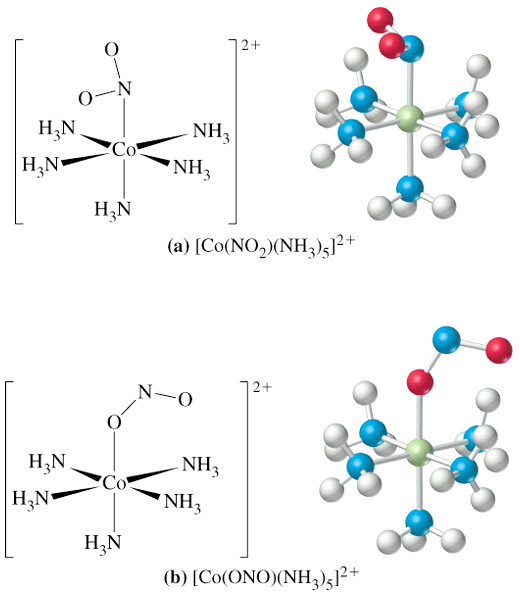 O
2+
O
N
H₃N
NH₃
Co
H₃N
NH₃
H₃N
(a) [Co(NO₂)(NH₃)₅]²⁺
2+
N
O
O
H₃N
NH₃
Co
H₃N
NH₃
H₃N
(b) [Co(ONO)(NH₃)₅]²⁺